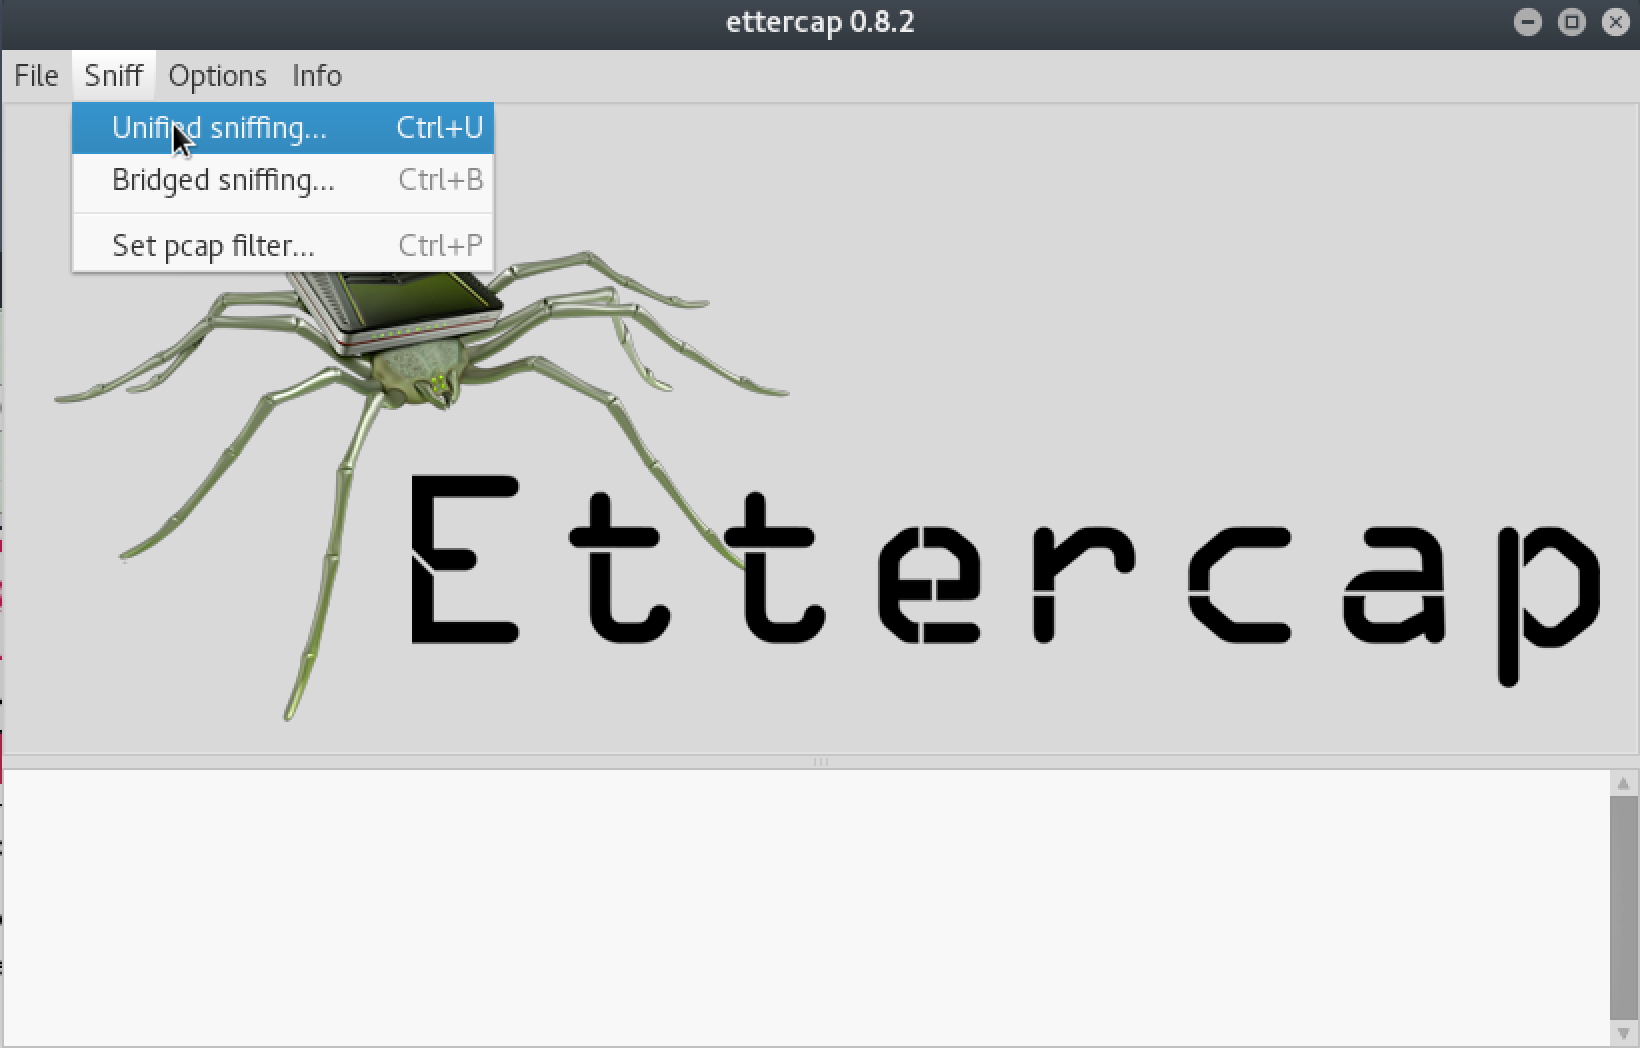 ettercap 0.8.2
File Sniff Options Info
Unified sniffing... Ctrl+U
Bridged sniffing... Ctrl+B
Set pcap filter... Ctrl+P
Ettercap